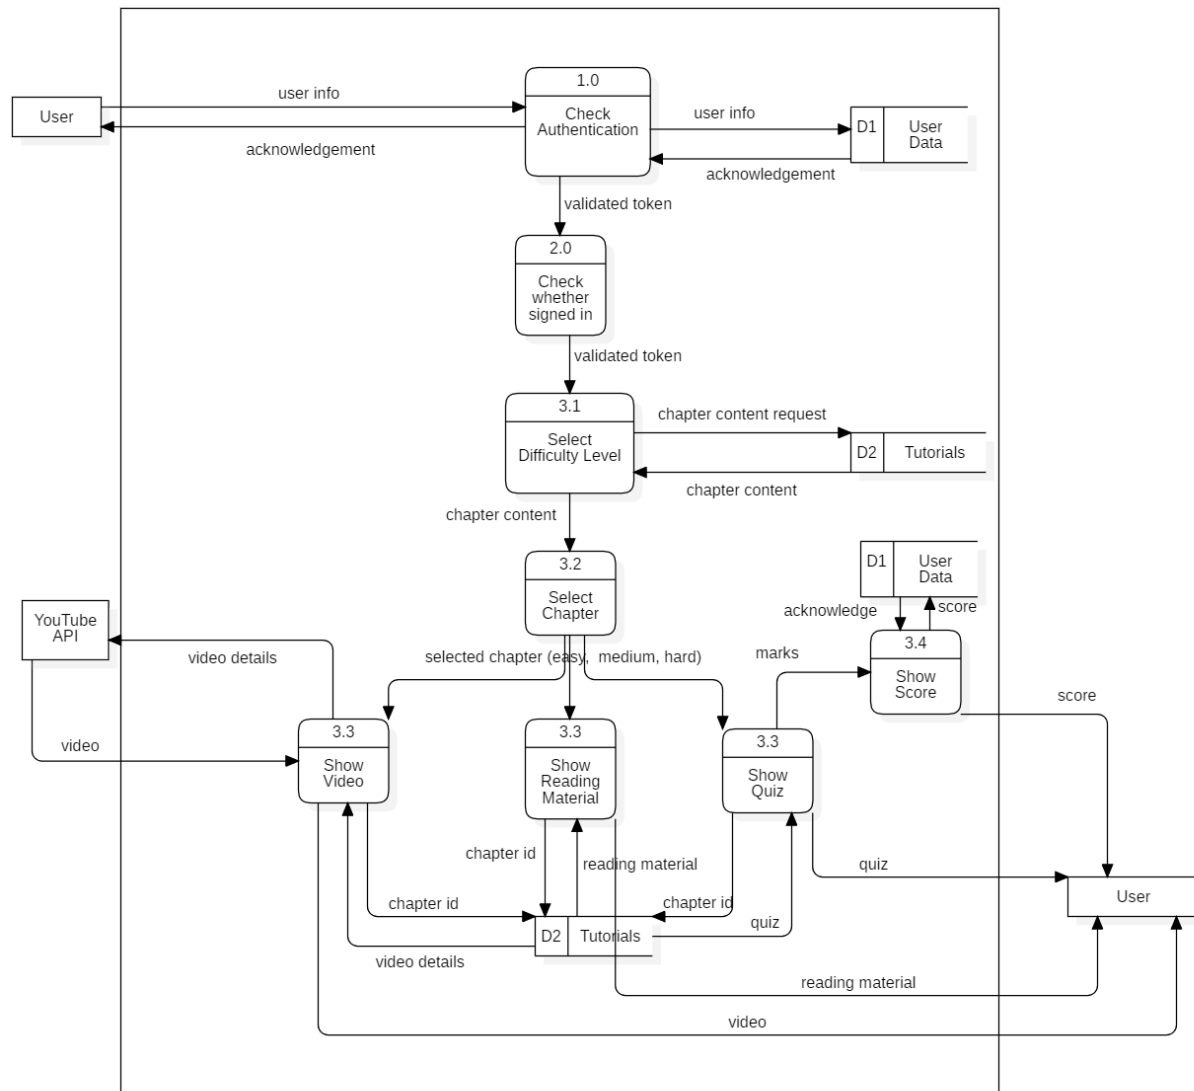 1.0
user info
Check
Authentication
User
user info
D1
User
Data
acknowledgement
acknowledgement
validated token
2.0
Check
whether
signed in
validated token
3.1
chapter content request
Select
Difficulty Level
D2
Tutorials
chapter content
chapter content
3.2
Select
Chapter
D1
User
Data
acknowledge
score
YouTube
API
video details
selected chapter (easy,  medium, hard)
marks
3.4
Show
Score
score
3.3
Show
Video
video
3.3
Show
Reading
Material
3.3
Show
Quiz
chapter id
reading material
quiz
chapter id
chapter id
User
D2
Tutorials
quiz
video details
reading material
video